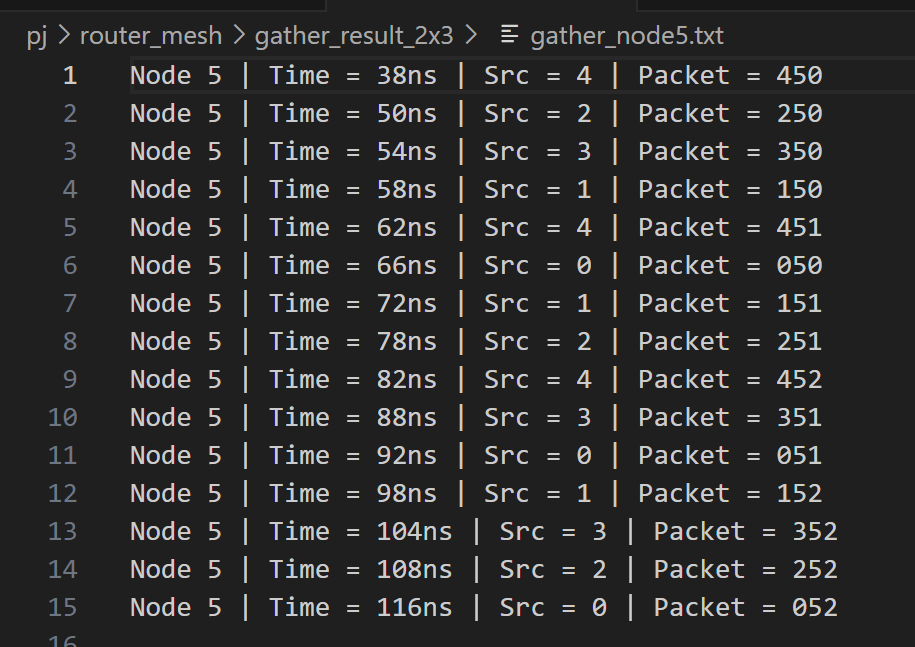 pj > router_mesh > gather_result_2x3 > gather_node5.txt
1 Node 5 | Time = 38ns | Src = 4 | Packet = 450
2 Node 5 | Time = 50ns | Src = 2 | Packet = 250
3 Node 5 | Time = 54ns | Src = 3 | Packet = 350
4 Node 5 | Time = 58ns | Src = 1 | Packet = 150
5 Node 5 | Time = 62ns | Src = 4 | Packet = 451
6 Node 5 | Time = 66ns | Src = 0 | Packet = 050
7 Node 5 | Time = 72ns | Src = 1 | Packet = 151
8 Node 5 | Time = 78ns | Src = 2 | Packet = 251
9 Node 5 | Time = 82ns | Src = 4 | Packet = 452
10 Node 5 | Time = 88ns | Src = 3 | Packet = 351
11 Node 5 | Time = 92ns | Src = 0 | Packet = 051
12 Node 5 | Time = 98ns | Src = 1 | Packet = 152
13 Node 5 | Time = 104ns | Src = 3 | Packet = 352
14 Node 5 | Time = 108ns | Src = 2 | Packet = 252
15 Node 5 | Time = 116ns | Src = 0 | Packet = 052
16